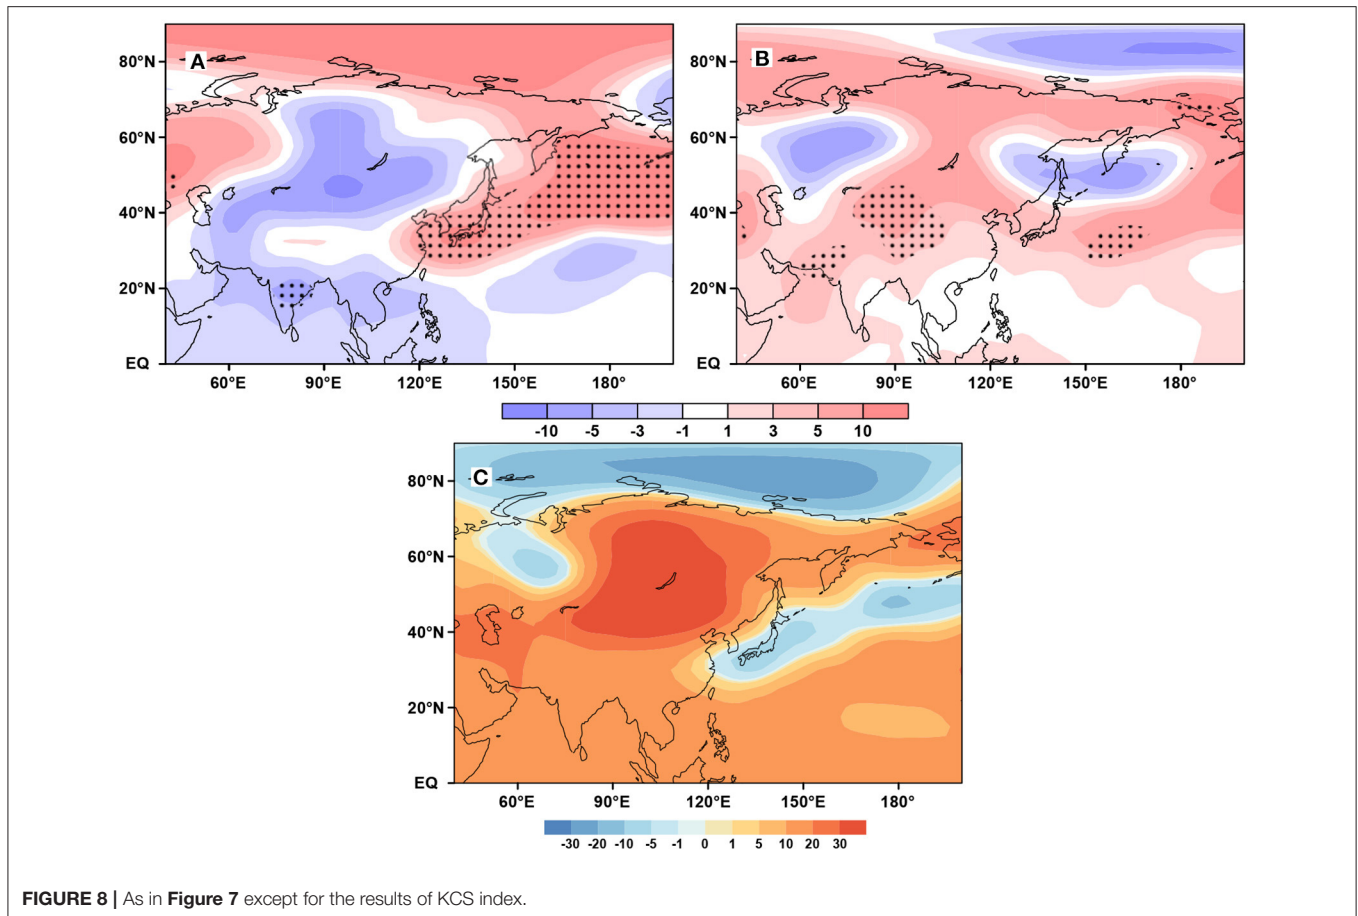 A
B
80°N
80°N
60°N
60°N
40°N
40°N
20°N
20°N
EQ
EQ
60°E 90°E 120°E 150°E 180°
60°E 90°E 120°E 150°E 180°
-10 -5 -3 -1 1 3 5 10
C
80°N
60°N
40°N
20°N
EQ
60°E 90°E 120°E 150°E 180°
-30 -20 -10 -5 -1 0 1 5 10 20 30
FIGURE 8 | As in Figure 7 except for the results of KCS index.